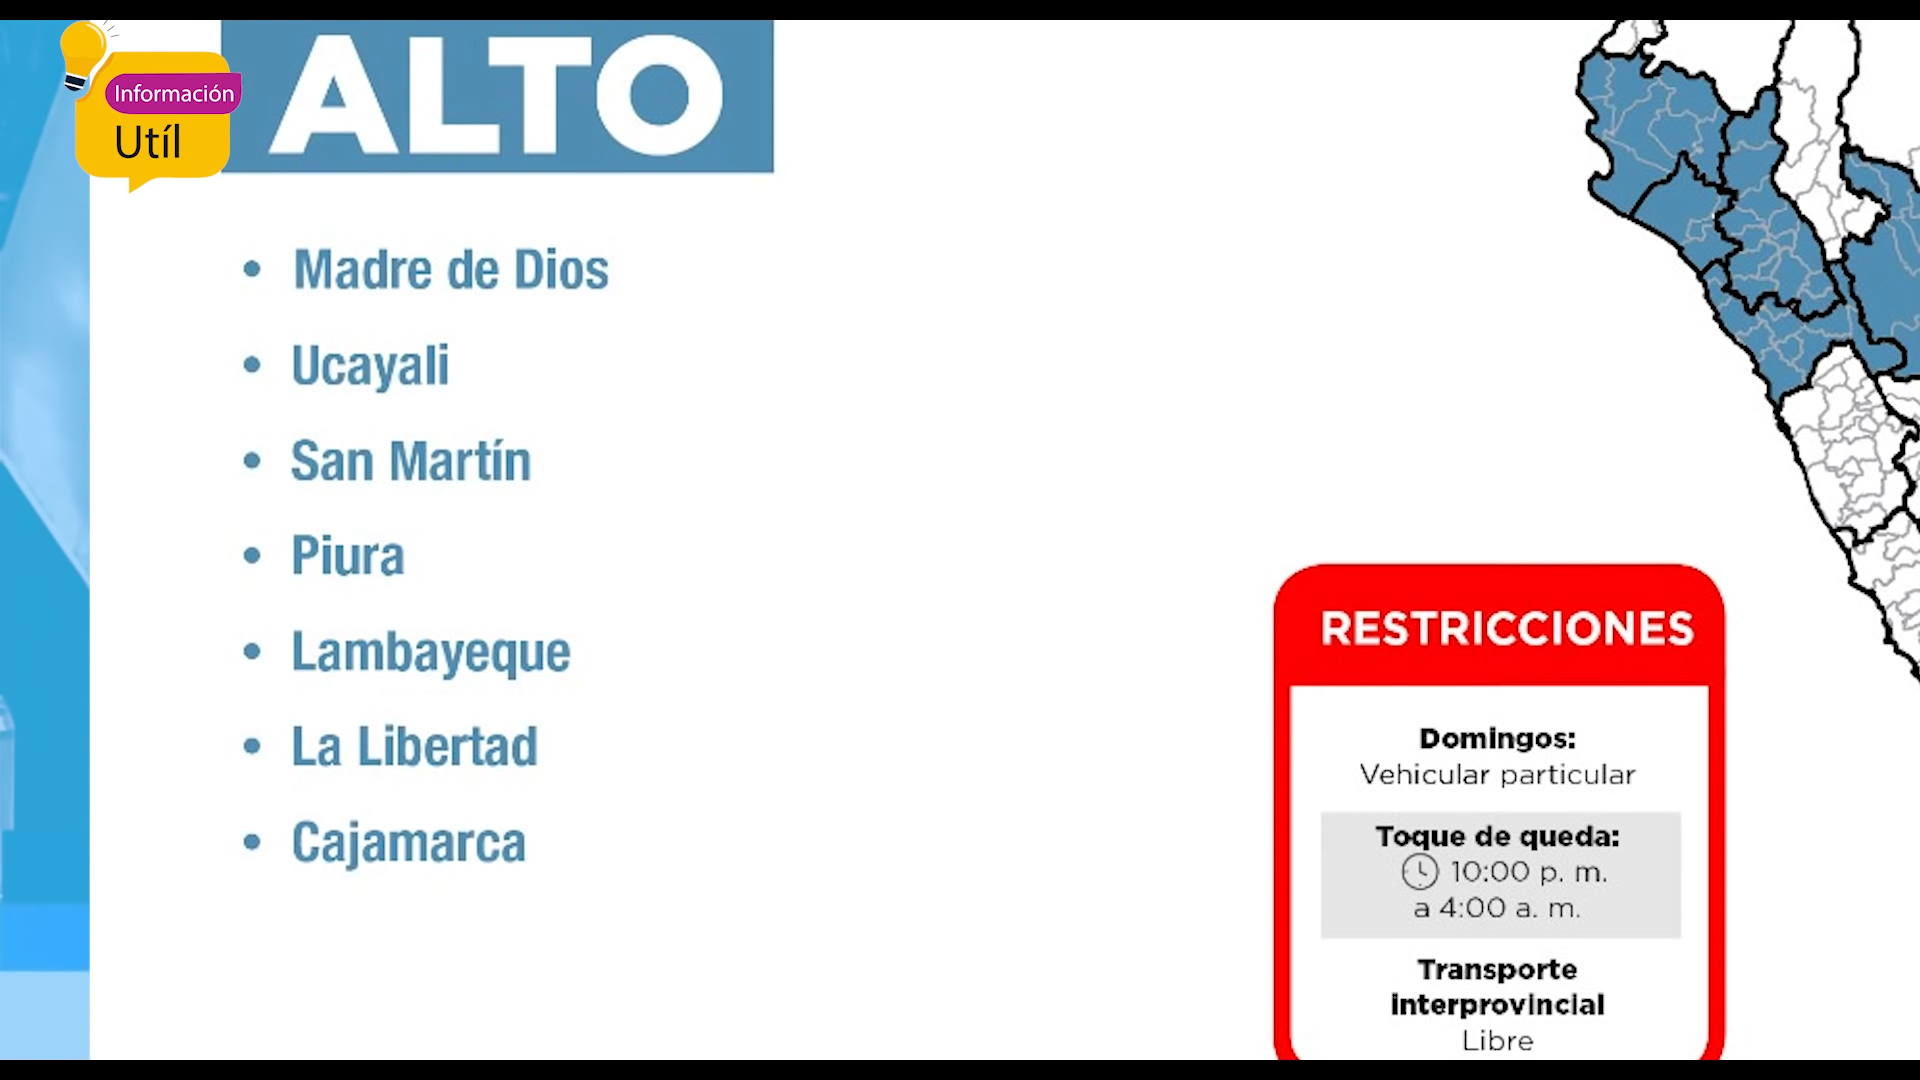 Información
Utíl
ALTO
• Madre de Dios
• Ucayali
• San Martín
• Piura
• Lambayeque
• La Libertad
• Cajamarca
RESTRICCIONES
Domingos:
Vehicular particular
Toque de queda:
10:00 p. m.
a 4:00 a. m.
Transporte
interprovincial
Libre